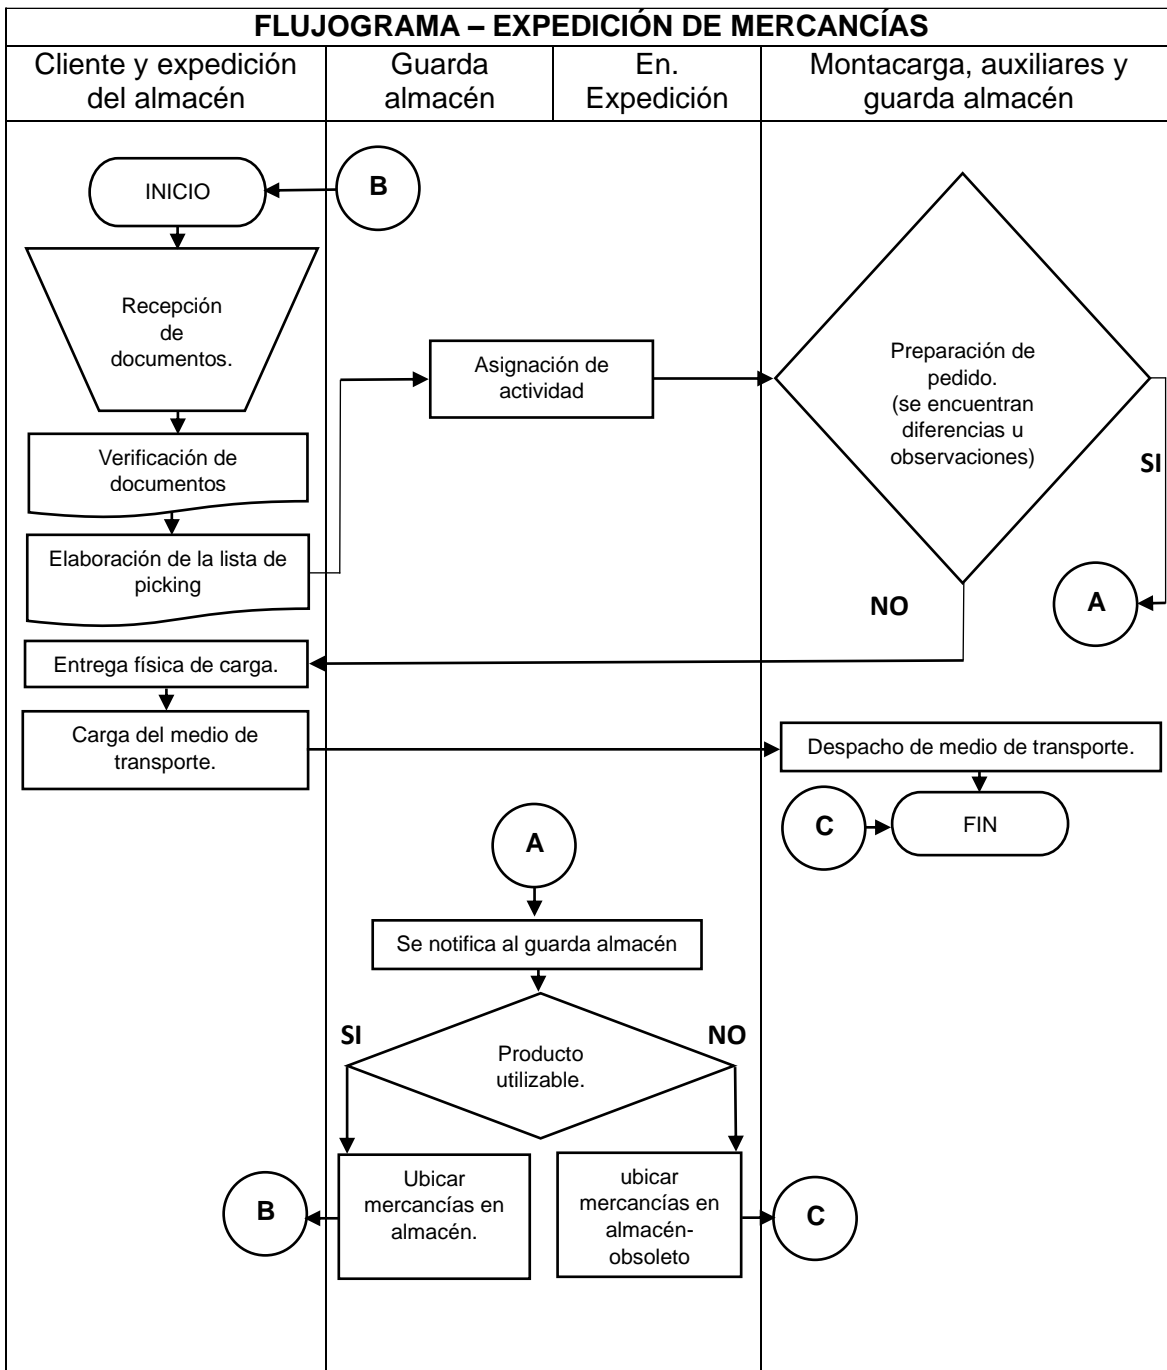 FLUJOGRAMA – EXPEDICIÓN DE MERCANCÍAS
Cliente y expedición
del almacén
Guarda
almacén
En.
Expedición
Montacarga, auxiliares y
guarda almacén
INICIO
B
Recepción
de
documentos.
Verificación de
documentos
Elaboración de la lista de
picking
Asignación de
actividad
Preparación de
pedido.
(se encuentran
diferencias u
observaciones)
SI
NO
A
Entrega física de carga.
Carga del medio de
transporte.
Despacho de medio de transporte.
C
FIN
A
Se notifica al guarda almacén
SI
NO
Producto
utilizable.
B
Ubicar
mercancías en
almacén.
ubicar
mercancías en
almacén-
obsoleto
C